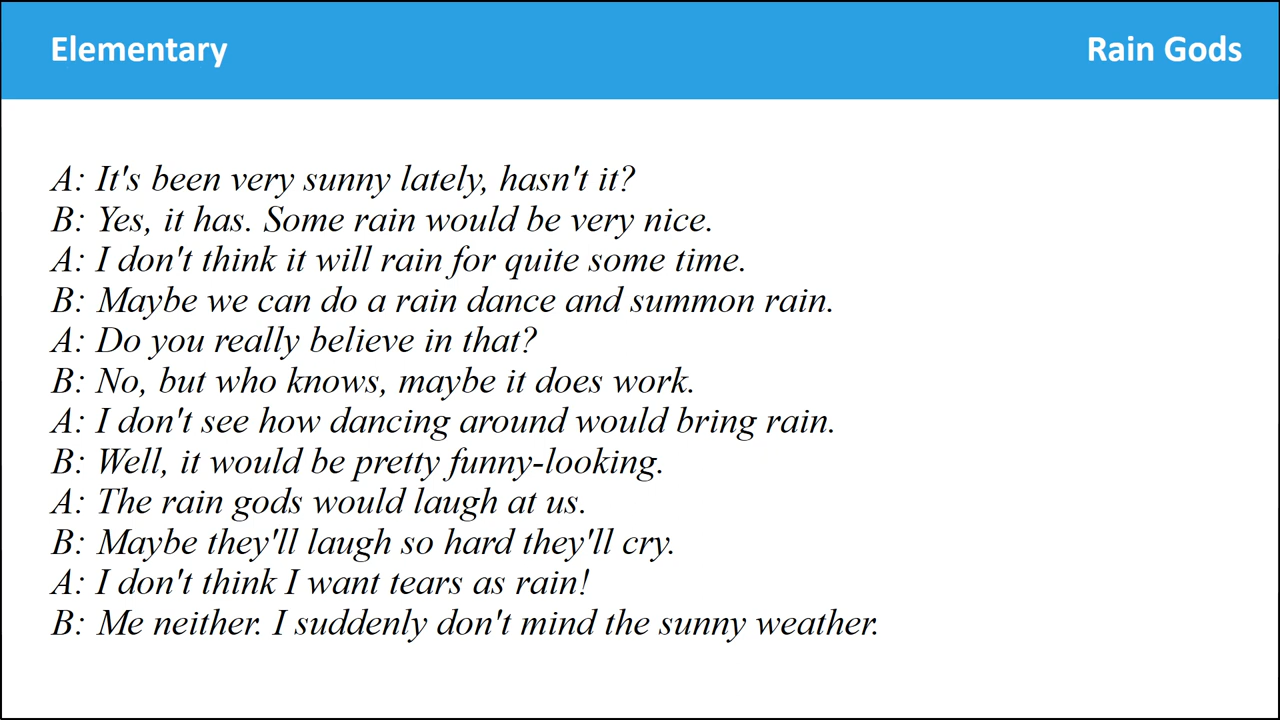 Elementary
Rain Gods
A: It's been very sunny lately, hasn't it?
B: Yes, it has. Some rain would be very nice.
A: I don't think it will rain for quite some time.
B: Maybe we can do a rain dance and summon rain.
A: Do you really believe in that?
B: No, but who knows, maybe it does work.
A: I don't see how dancing around would bring rain.
B: Well, it would be pretty funny-looking.
A: The rain gods would laugh at us.
B: Maybe they'll laugh so hard they'll cry.
A: I don't think I want tears as rain!
B: Me neither. I suddenly don't mind the sunny weather.